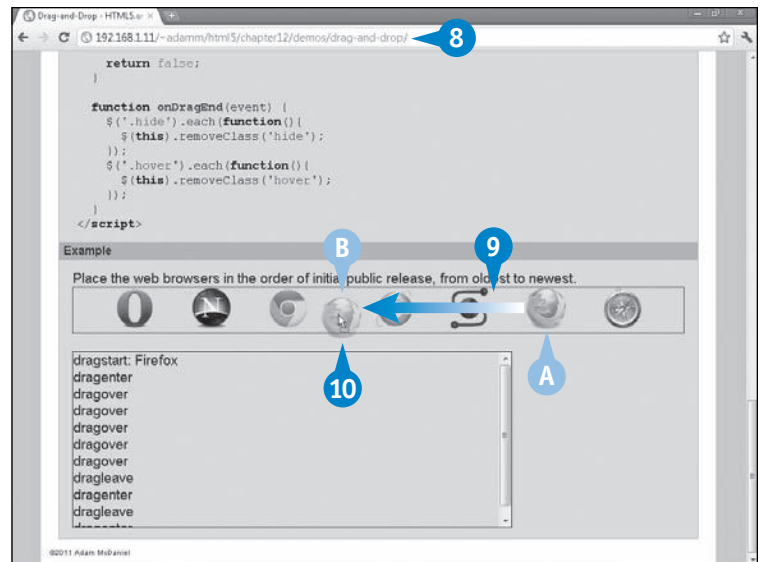 Drag-and-Drop - HTML5.ar
192.168.1.11/~adamm/html5/chapter12/demos/drag-and-drop/
8
return false;
}
function onDragEnd(event) {
$('.hide').each(function(){
$(this).removeClass('hide');
});
$('.hover').each(function(){
$(this).removeClass('hover');
});
}
</script>
Example
B
9
Place the web browsers in the order of initial public release, from oldest to newest.
N
10
A
dragstart: Firefox
dragenter
dragover
dragover
dragover
dragover
dragover
dragleave
dragenter
dragleave
dragenter
©2011 Adam McDaniel